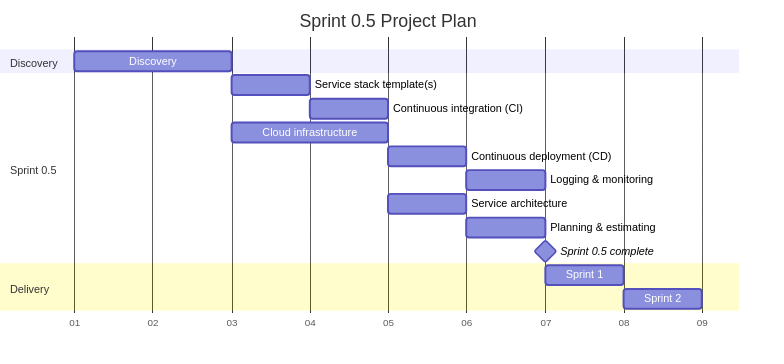 Sprint 0.5 Project Plan
Discovery
Discovery
Service stack template(s)
Continuous integration (CI)
Cloud infrastructure
Continuous deployment (CD)
Sprint 0.5
Logging & monitoring
Service architecture
Planning & estimating
Sprint 0.5 complete
Sprint 1
Delivery
Sprint 2
01 02 03 04 05 06 07 08 09